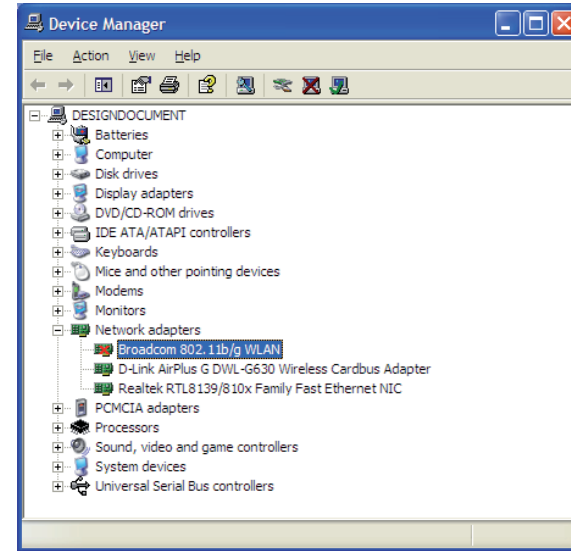 Device Manager
File Action View Help
DESIGNDOCUMENT
Batteries
Computer
Disk drives
Display adapters
DVD/CD-ROM drives
IDE ATA/ATAPI controllers
Keyboards
Mice and other pointing devices
Modems
Monitors
Network adapters
Broadcom 802.11b/g WLAN
D-Link AirPlus G DWL-G630 Wireless Cardbus Adapter
Realtek RTL8139/810x Family Fast Ethernet NIC
PCMCIA adapters
Processors
Sound, video and game controllers
System devices
Universal Serial Bus controllers